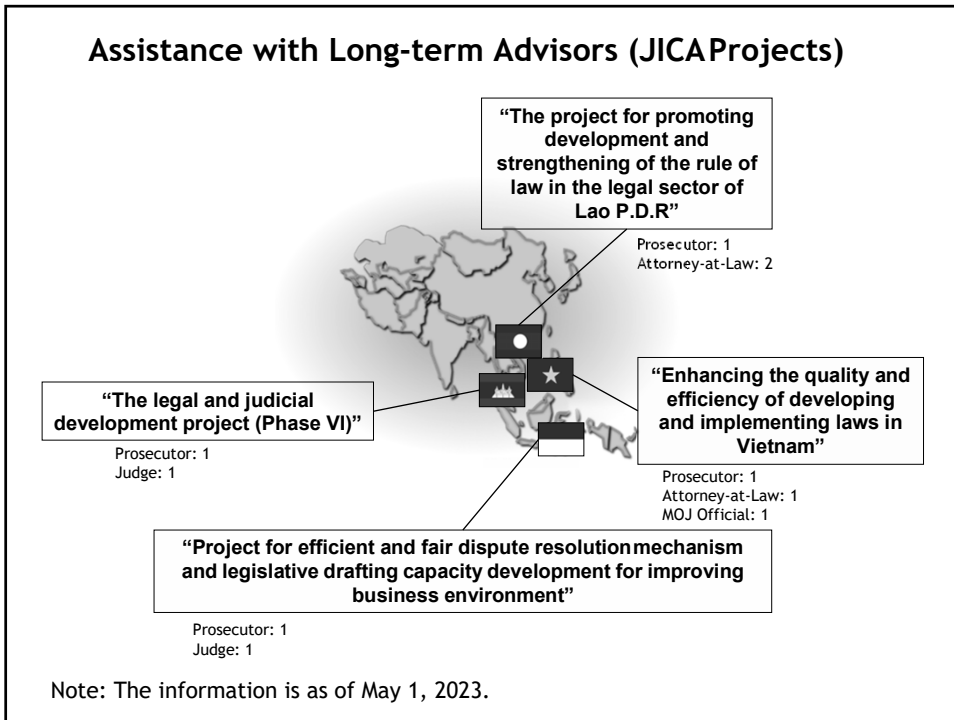 Assistance with Long-term Advisors (JICAProjects)
“The project for promoting
development and
strengthening of the rule of
law in the legal sector of
Lao P.D.R”
Prosecutor: 1
Attorney-at-Law: 2
“The legal and judicial
development project (Phase VI)”
Prosecutor: 1
Judge: 1
“Enhancing the quality and
efficiency of developing
and implementing laws in
Vietnam”
Prosecutor: 1
Attorney-at-Law: 1
MOJ Official: 1
“Project for efficient and fair dispute resolutionmechanism
and legislative drafting capacity development for improving
business environment”
Prosecutor: 1
Judge: 1
Note: The information is as of May 1, 2023.